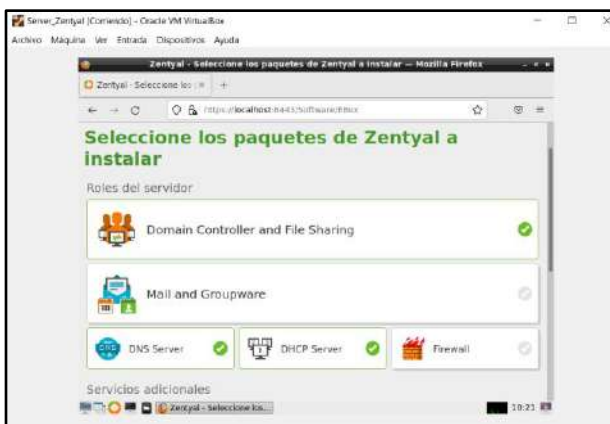 Server_Zentyal [Corriendo] - Oracle VM VirtualBox
Archivo Máquina Ver Entrada Dispositivos Ayuda
Zentyal - Seleccione los paquetes de Zentyal a instalar — Mozilla Firefox
Zentyal - Seleccione los
https://localhost:8443/Software/EBox
Seleccione los paquetes de Zentyal a
instalar
Roles del servidor
Domain Controller and File Sharing
Mail and Groupware
DNS Server
DHCP Server
Firewall
Servicios adicionales
Zentyal - Seleccione los...
10:21